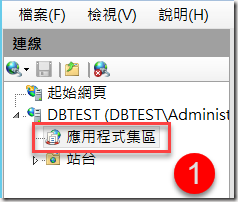 檔案(F) 檢視(V) 說明(H)
連線
起始網頁
DBTEST (DBTEST\Administ
應用程式集區
站台
1